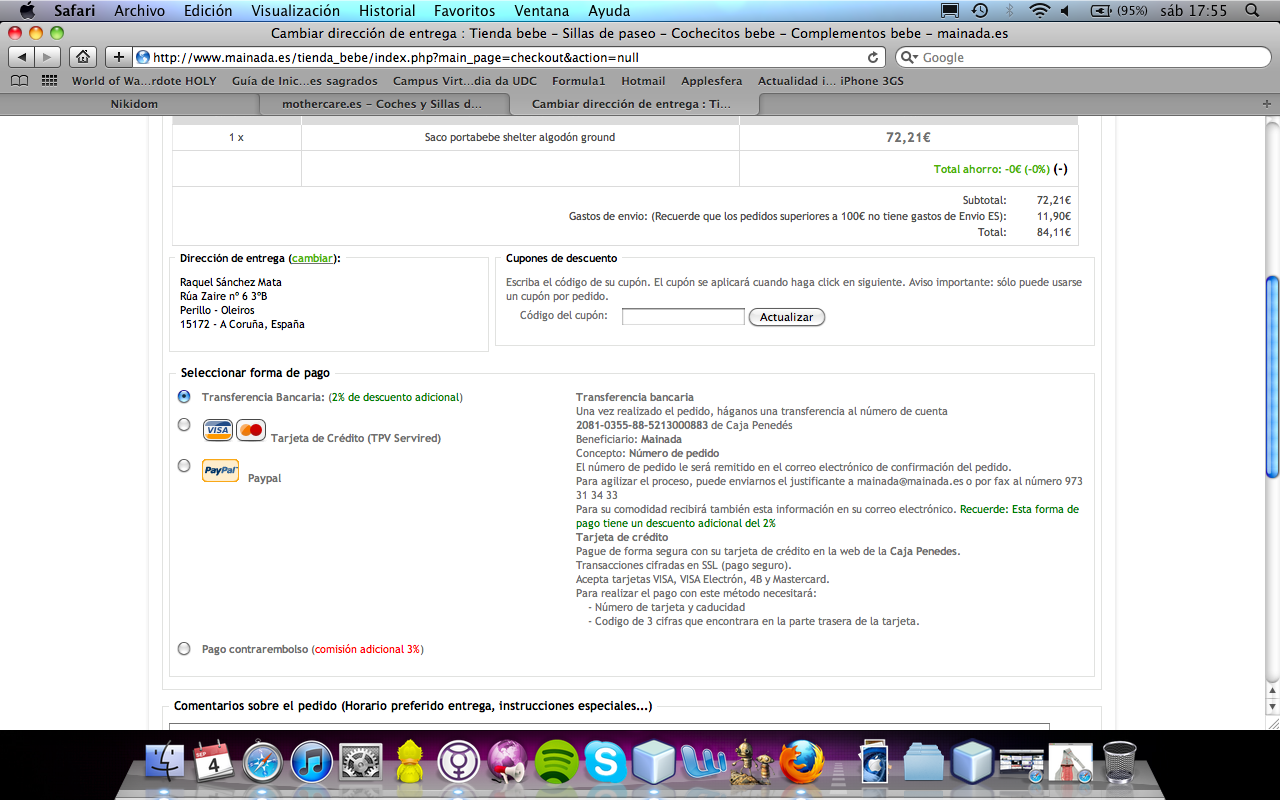 Safari Archivo Edición Visualización Historial Favoritos Ventana Ayuda (95%) sáb 17:55
Cambiar dirección de entrega : Tienda bebe – Sillas de paseo – Cochecitos bebe – Complementos bebe – mainada.es
http://www.mainada.es/tienda_bebe/index.php?main_page=checkout&action=null Google
World of Wa...rdote HOLY Guía de Inic...es sagrados Campus Virt...dia da UDC Formula1 Hotmail Applesfera Actualidad i... iPhone 3GS
Nikidom mothercare.es – Coches y Sillas d... Cambiar dirección de entrega : Ti...
1 x Saco portabebe shelter algodón ground 72,21€
Total ahorro: -0€ (-0%) (-)
Subtotal: 72,21€
Gastos de envio: (Recuerde que los pedidos superiores a 100€ no tiene gastos de Envio ES): 11,90€
Total: 84,11€
Dirección de entrega (cambiar):
Raquel Sánchez Mata
Rúa Zaire nº 6 3ºB
Perillo - Oleiros
15172 - A Coruña, España
Cupones de descuento
Escriba el código de su cupón. El cupón se aplicará cuando haga click en siguiente. Aviso importante: sólo puede usarse
un cupón por pedido.
Código del cupón: Actualizar
Seleccionar forma de pago
Transferencia Bancaria: (2% de descuento adicional)
VISA Tarjeta de Crédito (TPV Servired)
PayPal Paypal
Transferencia bancaria
Una vez realizado el pedido, háganos una transferencia al número de cuenta
2081-0355-88-5213000883 de Caja Penedés
Beneficiario: Mainada
Concepto: Número de pedido
El número de pedido le será remitido en el correo electrónico de confirmación del pedido.
Para agilizar el proceso, puede enviarnos el justificante a mainada@mainada.es o por fax al número 973
31 34 33
Para su comodidad recibirá también esta información en su correo electrónico. Recuerde: Esta forma de
pago tiene un descuento adicional del 2%
Tarjeta de crédito
Pague de forma segura con su tarjeta de crédito en la web de la Caja Penedes.
Transacciones cifradas en SSL (pago seguro).
Acepta tarjetas VISA, VISA Electrón, 4B y Mastercard.
Para realizar el pago con este método necesitará:
- Número de tarjeta y caducidad
- Codigo de 3 cifras que encontrara en la parte trasera de la tarjeta.
Pago contrarembolso (comisión adicional 3%)
Comentarios sobre el pedido (Horario preferido entrega, instrucciones especiales...)
SEP
4